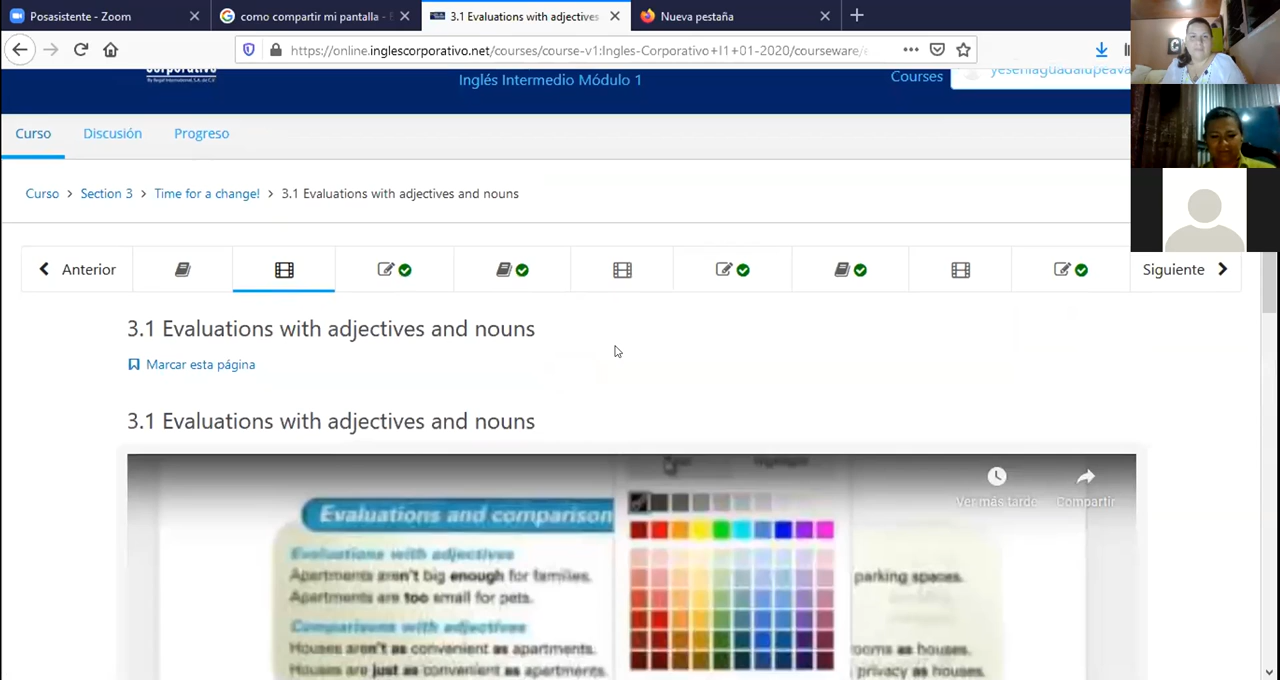 Posasistente - Zoom
como compartir mi pantalla -
3.1 Evaluations with adjectives
Nueva pestaña
https://online.inglescorporativo.net/courses/course-v1:Ingles-Corporativo+I1+01-2020/courseware/
By Regal International, S.A. de C.V.
Inglés Intermedio Módulo 1
Courses
Curso
Discusión
Progreso
Curso > Section 3 > Time for a change! > 3.1 Evaluations with adjectives and nouns
Anterior
Siguiente
3.1 Evaluations with adjectives and nouns
Marcar esta página
3.1 Evaluations with adjectives and nouns
Ver más tarde
Compartir
Evaluations and comparison
Evaluations with adjectives
Apartments aren't big enough for families.
parking spaces.
Apartments are too small for pets.
Comparisons with adjectives
Houses aren't as convenient as apartments.
ooms as houses.
Houses are just as convenient as apartments.
privacy as houses.